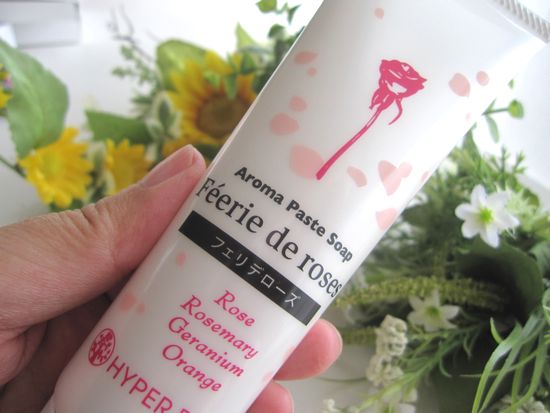 Aroma Paste Soap
Féerie de roses
フェリデローズ
Rose
Rosemary
Geranium
Orange
HYPER